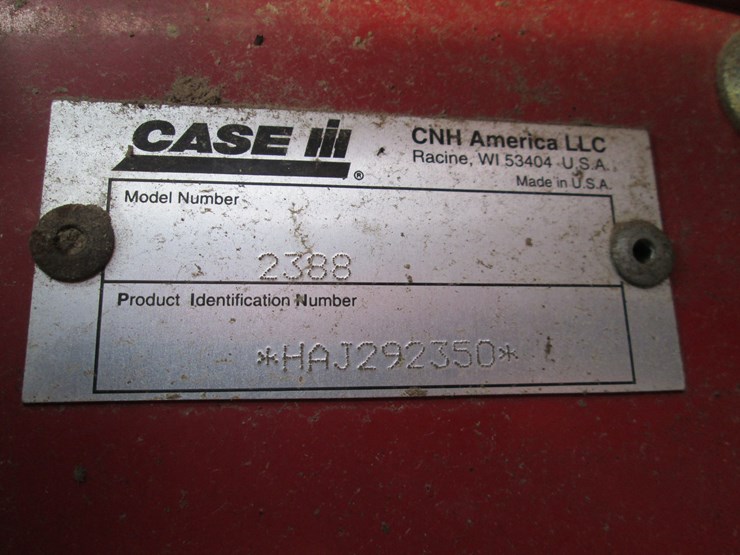 CASE IH ®
CNH America LLC
Racine, WI 53404 U.S.A.
Made in U.S.A.
Model Number
2388
Product Identification Number
*HAJ292350*